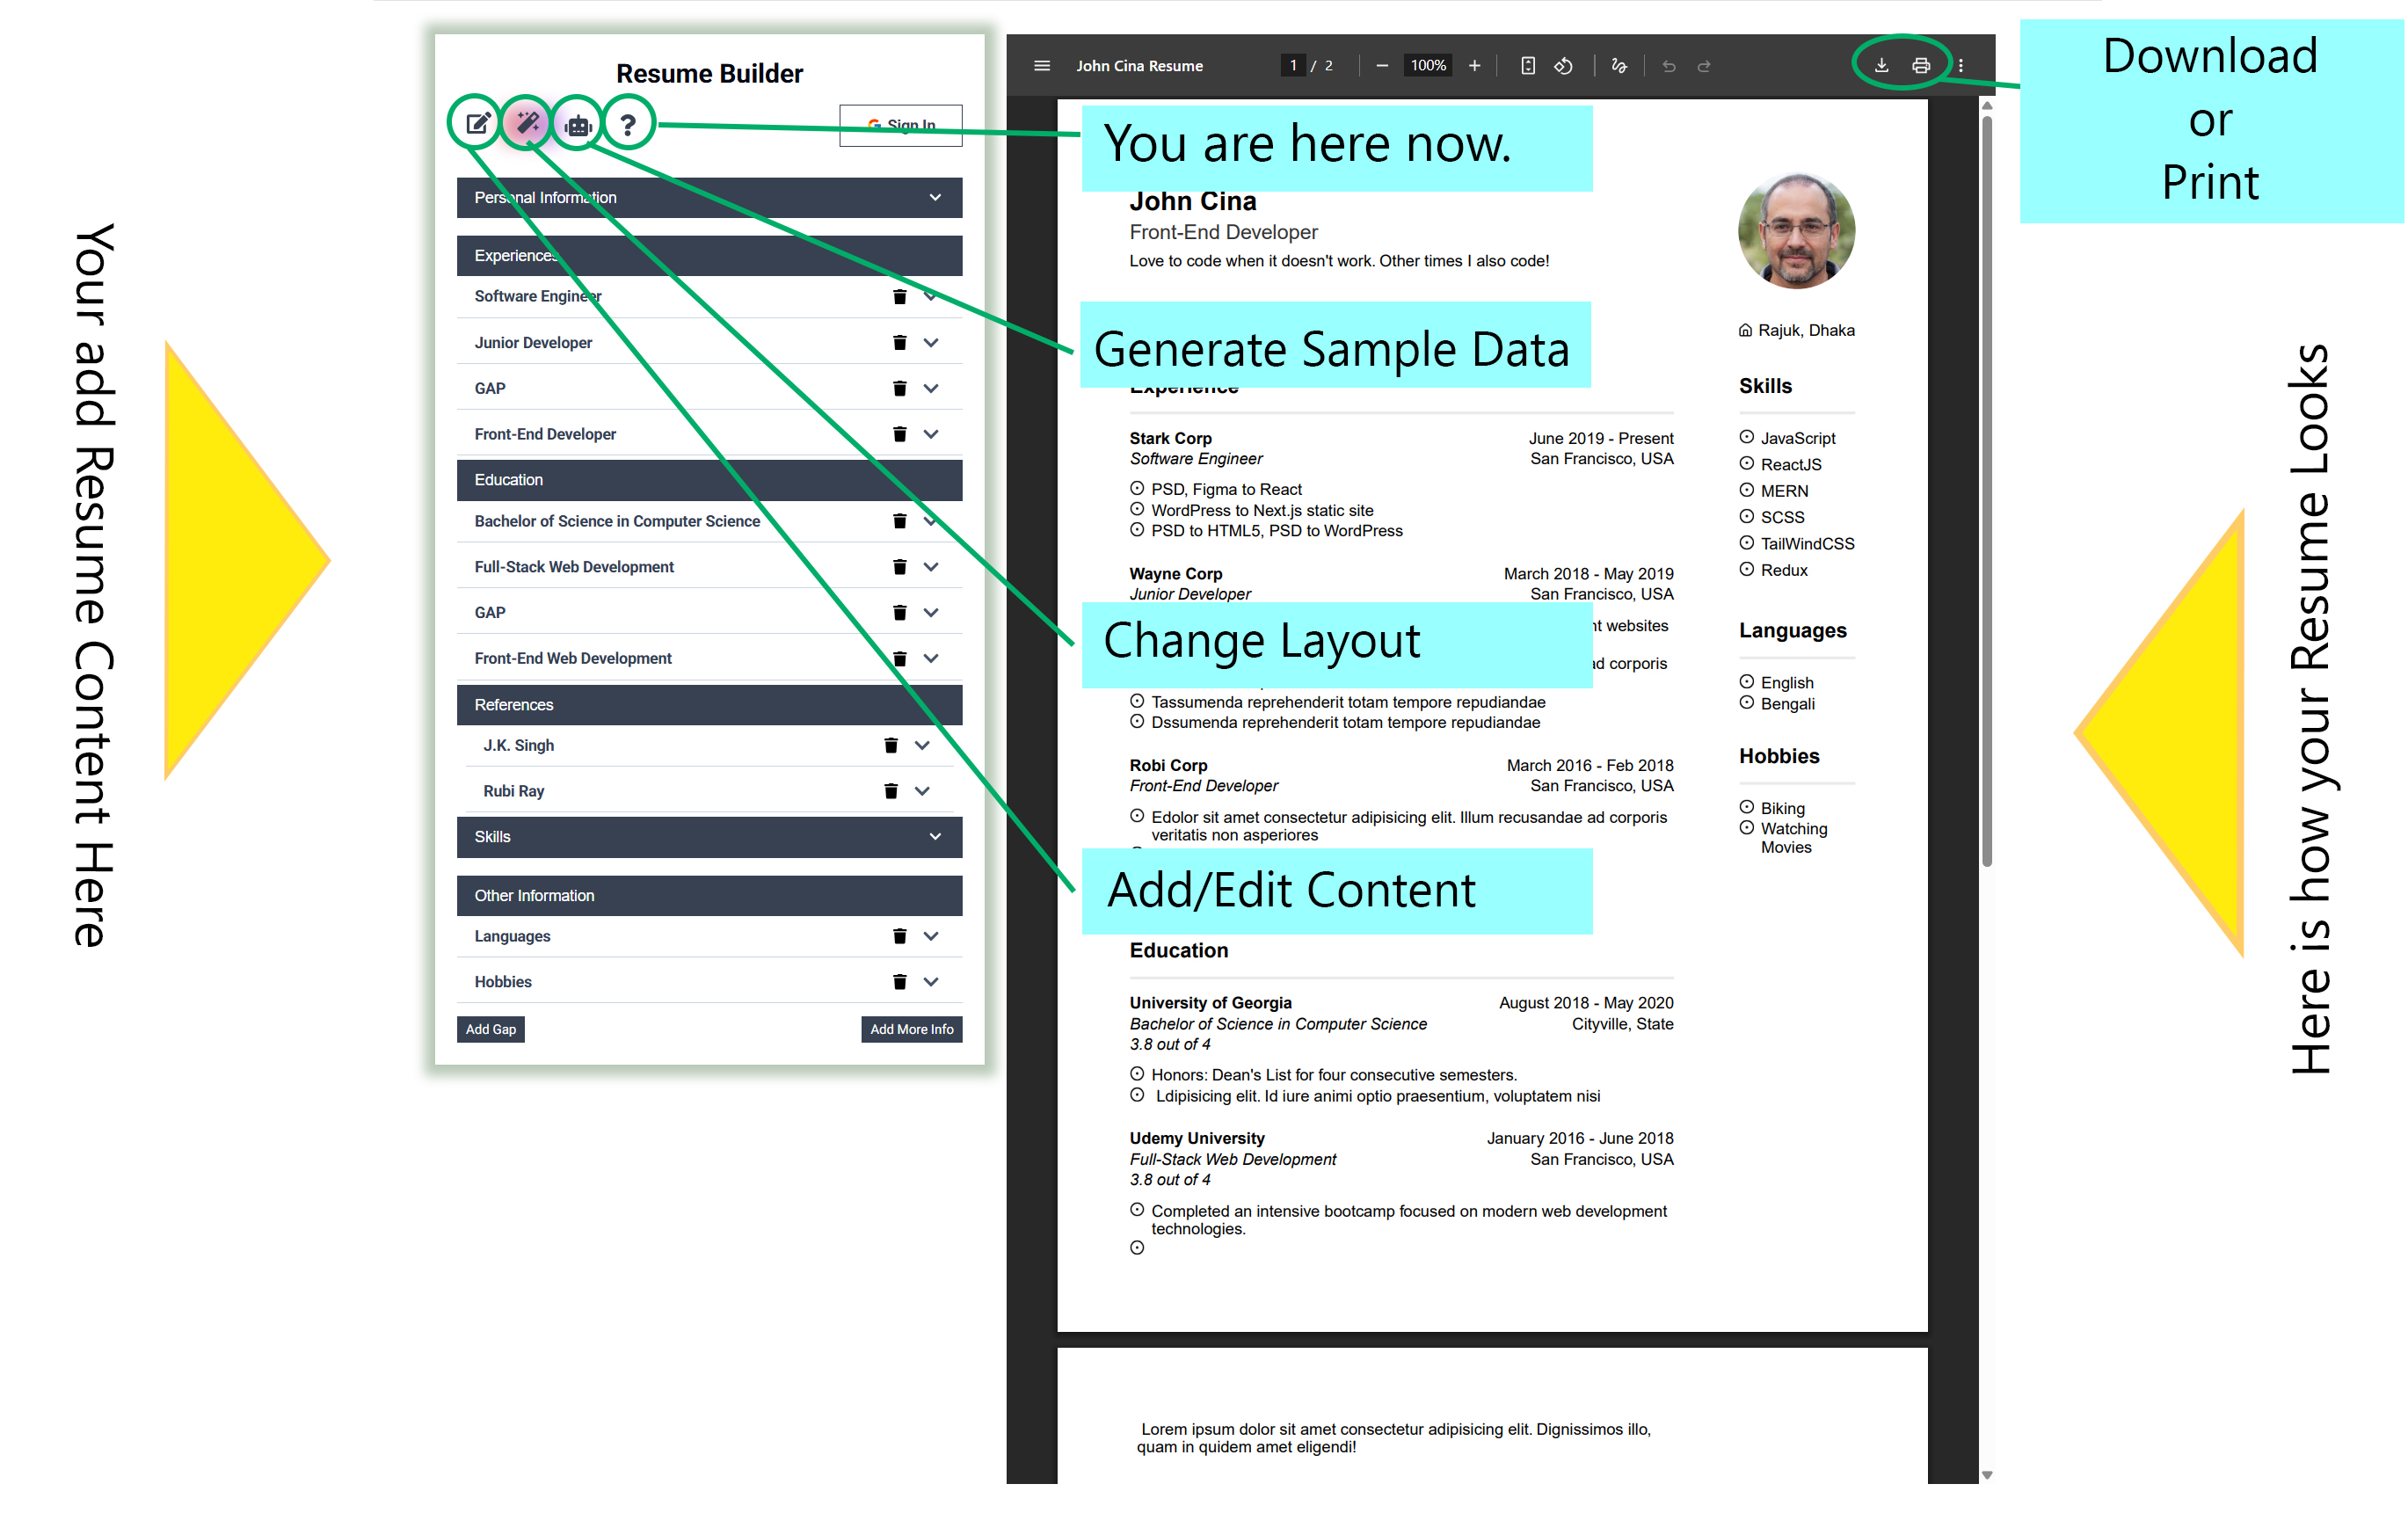 Your add Resume Content Here
Resume Builder
Sign In
Personal Information
Experiences
Software Engineer
Junior Developer
GAP
Front-End Developer
Education
Bachelor of Science in Computer Science
Full-Stack Web Development
GAP
Front-End Web Development
References
J.K. Singh
Rubi Ray
Skills
Other Information
Languages
Hobbies
Add Gap
Add More Info
John Cina Resume
1 / 2
100%
Download
or
Print
You are here now.
John Cina
Front-End Developer
Love to code when it doesn't work. Other times I also code!
Generate Sample Data
Experience
Stark Corp
June 2019 - Present
Software Engineer
San Francisco, USA
PSD, Figma to React
WordPress to Next.js static site
PSD to HTML5, PSD to WordPress
Wayne Corp
March 2018 - May 2019
Junior Developer
San Francisco, USA
Change Layout
websites
ad corporis
Tassumenda reprehenderit totam tempore repudiandae
Dssumenda reprehenderit totam tempore repudiandae
Robi Corp
March 2016 - Feb 2018
Front-End Developer
San Francisco, USA
Edolor sit amet consectetur adipisicing elit. Illum recusandae ad corporis
veritatis non asperiores
Add/Edit Content
Education
University of Georgia
August 2018 - May 2020
Bachelor of Science in Computer Science
Cityville, State
3.8 out of 4
Honors: Dean's List for four consecutive semesters.
Ldipisicing elit. Id iure animi optio praesentium, voluptatem nisi
Udemy University
January 2016 - June 2018
Full-Stack Web Development
San Francisco, USA
3.8 out of 4
Completed an intensive bootcamp focused on modern web development
technologies.
Rajuk, Dhaka
Skills
JavaScript
ReactJS
MERN
SCSS
TailWindCSS
Redux
Languages
English
Bengali
Hobbies
Biking
Watching
Movies
Lorem ipsum dolor sit amet consectetur adipisicing elit. Dignissimos illo,
quam in quidem amet eligendi!
Here is how your Resume Looks